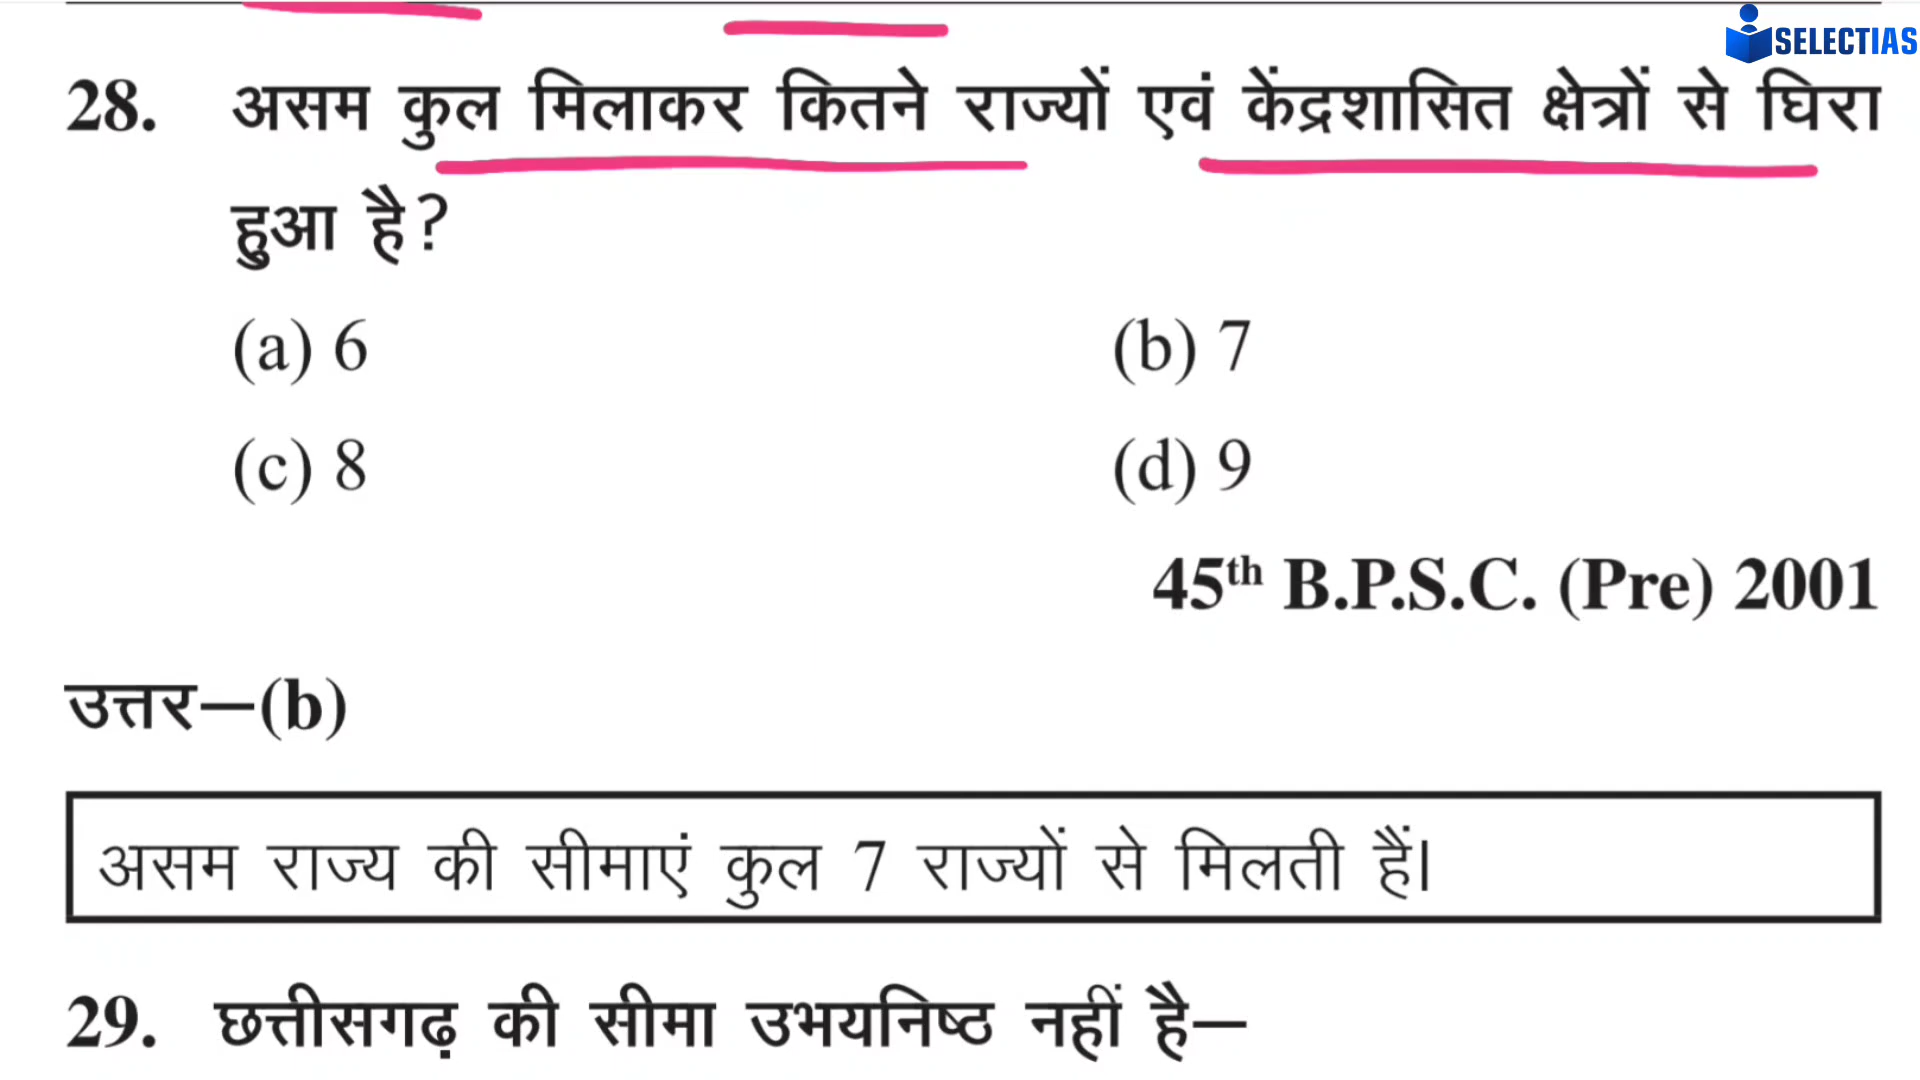 SELECTIAS
28. असम कुल मिलाकर कितने राज्यों एवं केंद्रशासित क्षेत्रों से घिरा
हुआ है?
(a) 6 (b) 7
(c) 8 (d) 9
45th B.P.S.C. (Pre) 2001
उत्तर—(b)
असम राज्य की सीमाएं कुल 7 राज्यों से मिलती हैं।
29. छत्तीसगढ़ की सीमा उभयनिष्ठ नहीं है—